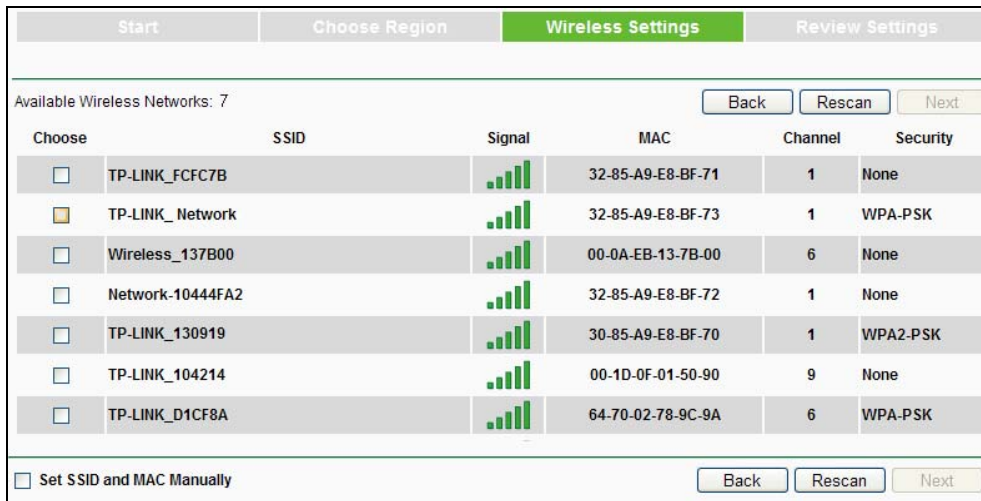 Start Choose Region Wireless Settings Review Settings
Available Wireless Networks: 7 Back Rescan Next
Choose SSID Signal MAC Channel Security
TP-LINK_FCFC7B 32-85-A9-E8-BF-71 1 None
TP-LINK_ Network 32-85-A9-E8-BF-73 1 WPA-PSK
Wireless_137B00 00-0A-EB-13-7B-00 6 None
Network-10444FA2 32-85-A9-E8-BF-72 1 None
TP-LINK_130919 30-85-A9-E8-BF-70 1 WPA2-PSK
TP-LINK_104214 00-1D-0F-01-50-90 9 None
TP-LINK_D1CF8A 64-70-02-78-9C-9A 6 WPA-PSK
Set SSID and MAC Manually Back Rescan Next